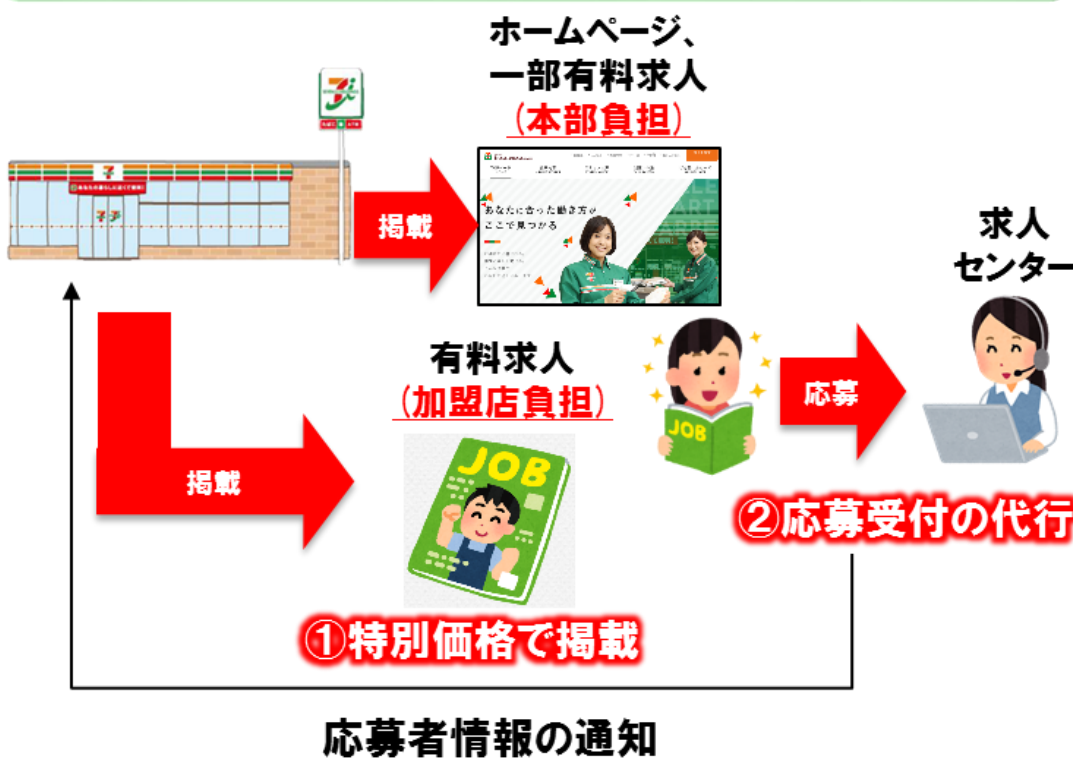 ホームページ、
一部有料求人
(本部負担)
掲載
あなたに合った働き方が
ここで見つかる
求人
センター
有料求人
(加盟店負担)
JOB
応募
JOB
掲載
②応募受付の代行
①特別価格で掲載
応募者情報の通知